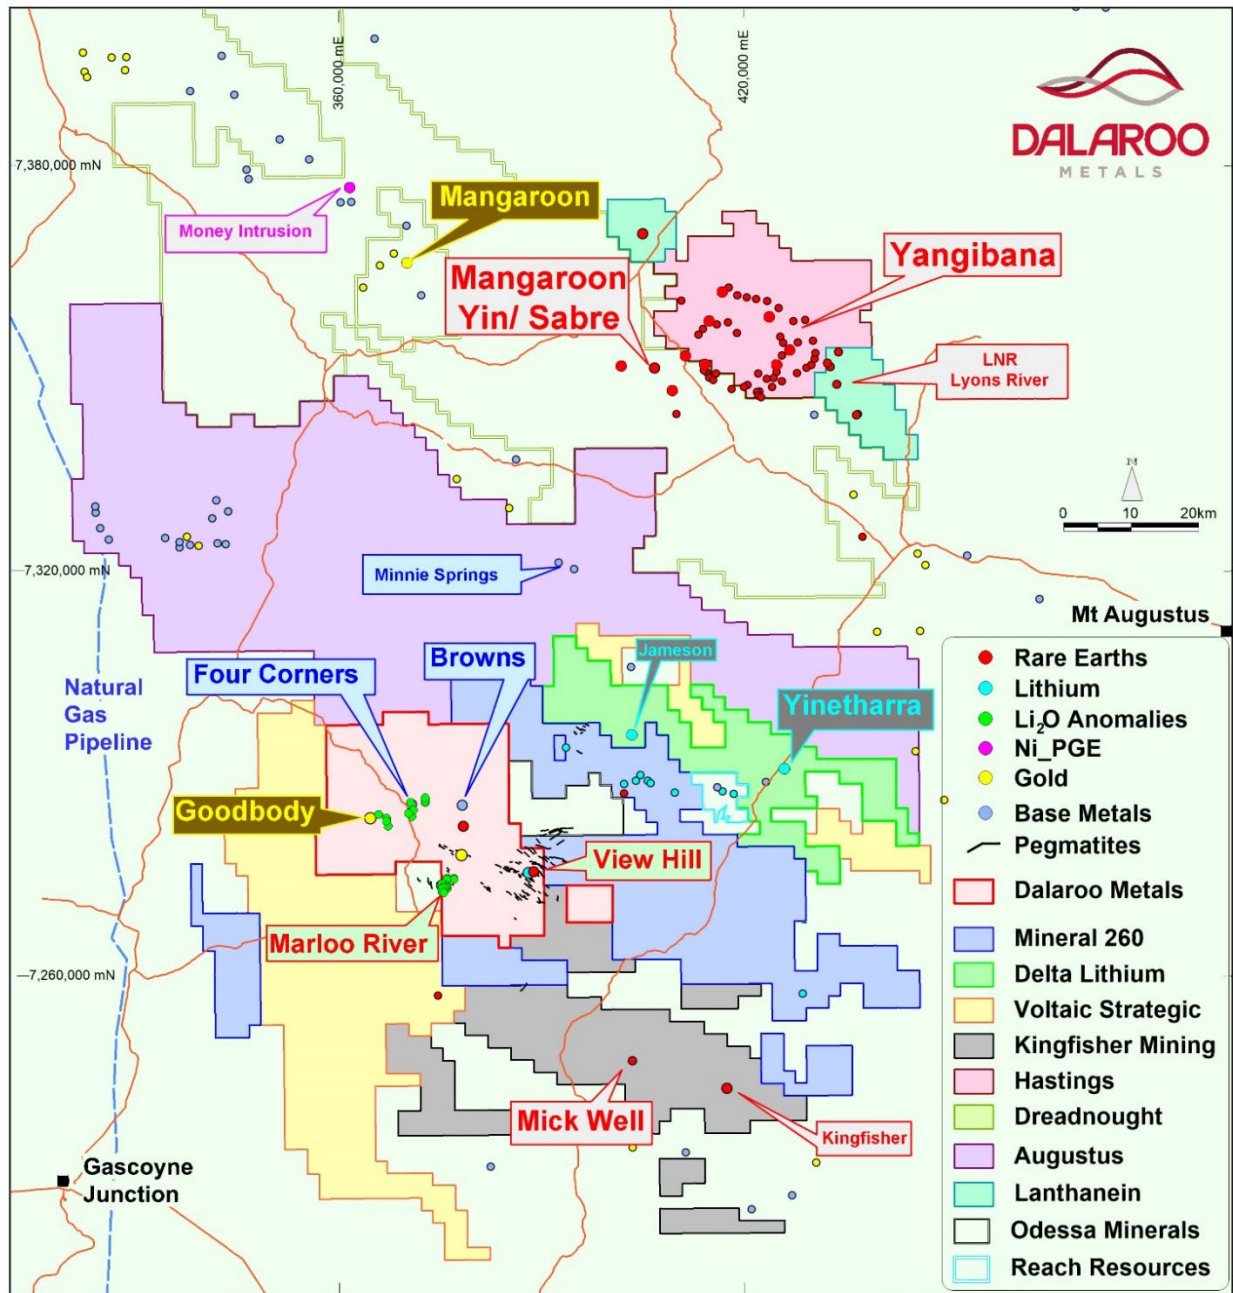 360,000 mE
420,000 mE
DALAROO
METALS
7,380,000 mN
Mangaroon
Money Intrusion
Yangibana
Mangaroon
Yin/ Sabre
LNR
Lyons River
N
0 10 20km
7,320,000 mN
Minnie Springs
Mt Augustus
Jameson
Browns
Four Corners
Yinetharra
Natural
Gas
Pipeline
Goodbody
View Hill
Marloo River
7,260,000 mN
Mick Well
Kingfisher
Gascoyne
Junction
Rare Earths
Lithium
Li₂O Anomalies
Ni_PGE
Gold
Base Metals
Pegmatites
Dalaroo Metals
Mineral 260
Delta Lithium
Voltaic Strategic
Kingfisher Mining
Hastings
Dreadnought
Augustus
Lanthanein
Odessa Minerals
Reach Resources